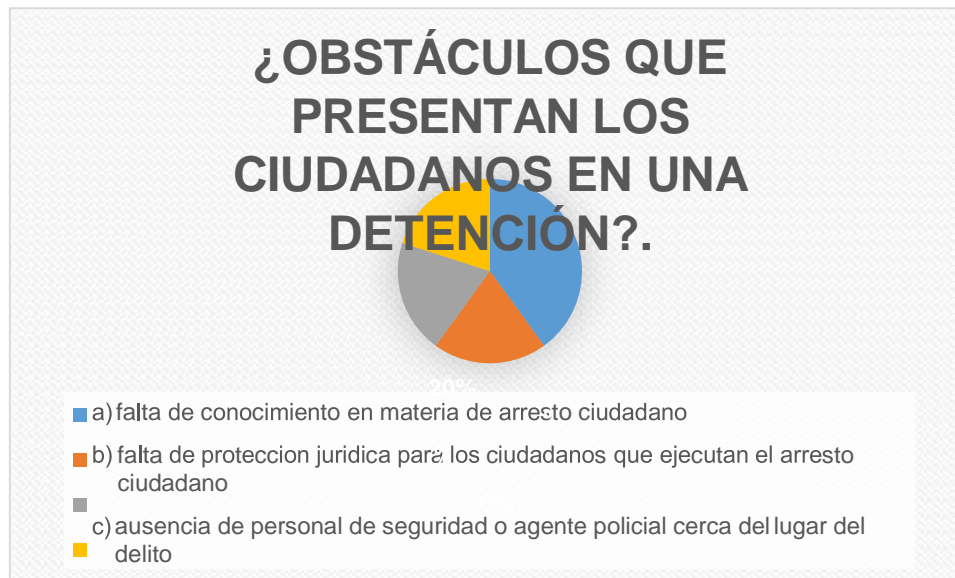 ¿OBSTÁCULOS QUE
PRESENTAN LOS
CIUDADANOS EN UNA
DETENCIÓN?.
20%
a) falta de conocimiento en materia de arresto ciudadano
b) falta de proteccion juridica para los ciudadanos que ejecutan el arresto
ciudadano
c) ausencia de personal de seguridad o agente policial cerca del lugar del
delito